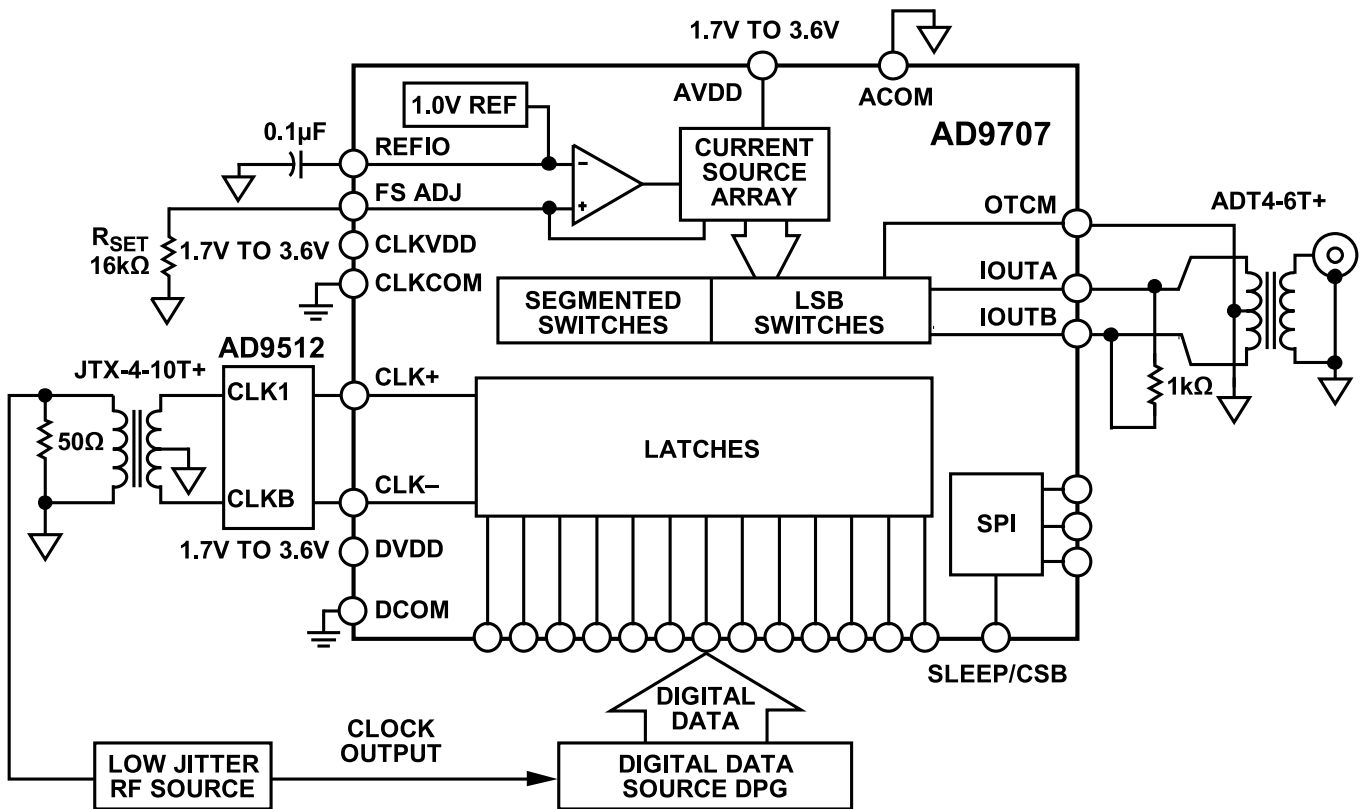 1.7V TO 3.6V
AVDD
ACOM
1.0V REF
AD9707
0.1µF
REFIO
CURRENT
SOURCE
ARRAY
FS ADJ
OTCM
ADT4-6T+
RSET
16kΩ
1.7V TO 3.6V
CLKVDD
CLKCOM
IOUTA
SEGMENTED
SWITCHES
LSB
SWITCHES
IOUTB
AD9512
JTX-4-10T+
CLK1
CLK+
1kΩ
50Ω
LATCHES
CLKB
CLK–
SPI
1.7V TO 3.6V
DVDD
DCOM
SLEEP/CSB
DIGITAL
DATA
CLOCK
OUTPUT
LOW JITTER
RF SOURCE
DIGITAL DATA
SOURCE DPG